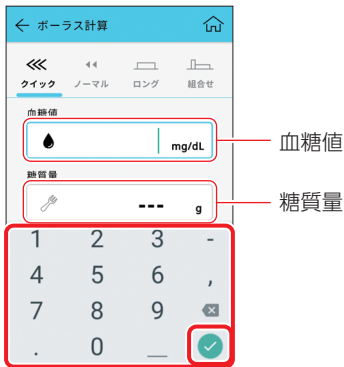 ← ボーラス計算
クイック ノーマル ロング 組合せ
血糖値
mg/dL
血糖値
糖質量
--- g
糖質量
1 2 3 -
4 5 6 ,
7 8 9
. 0 _